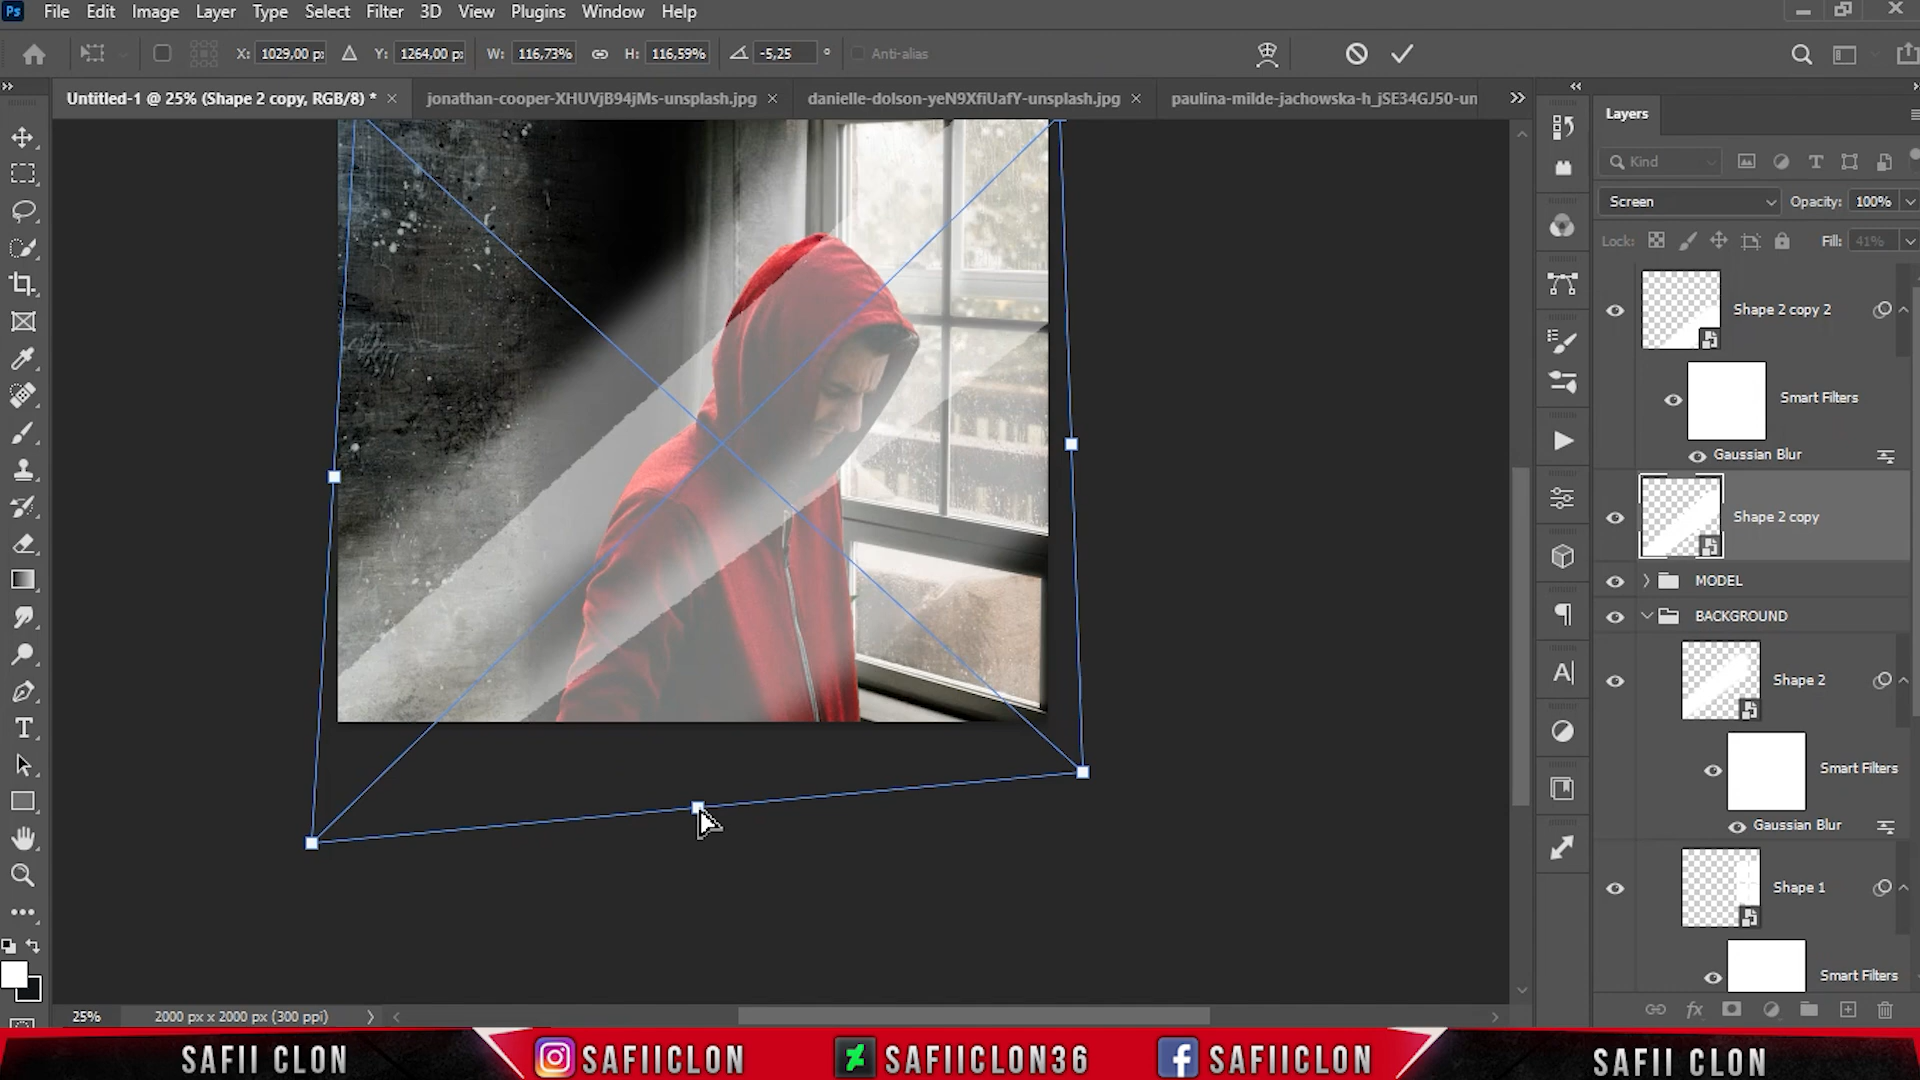 Ps File Edit Image Layer Type Select Filter 3D View Plugins Window Help
X: 1029,00 p: Y: 1264,00 p: W: 116,73% H: 116,59% -5,25 ° Anti-alias
Untitled-1 @ 25% (Shape 2 copy, RGB/8) * jonathan-cooper-XHUVjB94jMs-unsplash.jpg danielle-dolson-yeN9XfiUafY-unsplash.jpg paulina-milde-jachowska-h_jSE34GJ50-un
Layers
Kind
Screen Opacity: 100%
Lock: Fill: 41%
Shape 2 copy 2
Smart Filters
Gaussian Blur
Shape 2 copy
MODEL
BACKGROUND
Shape 2
Smart Filters
Gaussian Blur
Shape 1
Smart Filters
25% 2000 px x 2000 px (300 ppi)
SAFII CLON SAFIICLON SAFIICLON36 SAFIICLON SAFII CLON